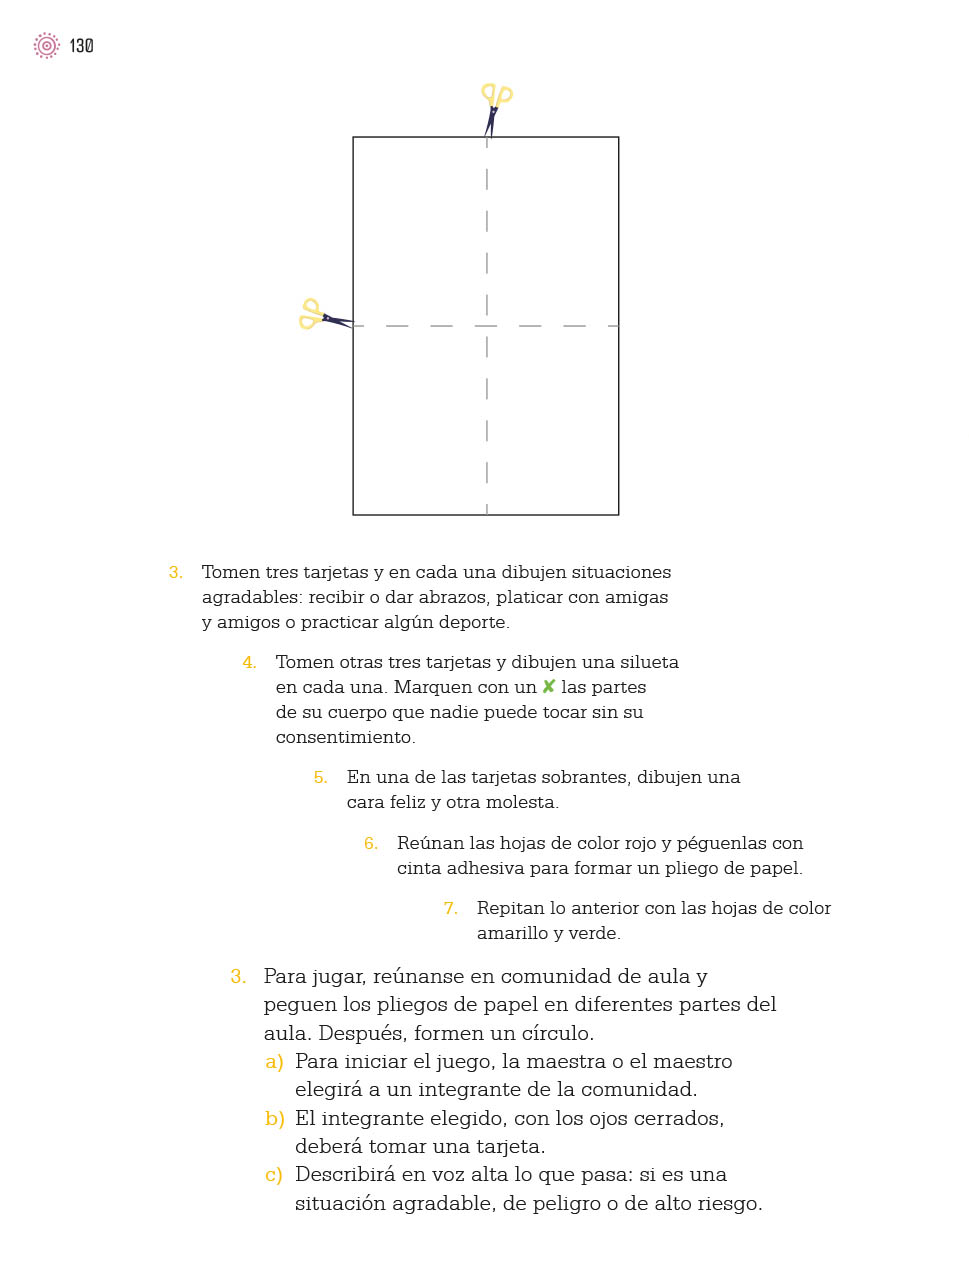 130
3. Tomen tres tarjetas y en cada una dibujen situaciones
agradables: recibir o dar abrazos, platicar con amigas
y amigos o practicar algún deporte.
4. Tomen otras tres tarjetas y dibujen una silueta
en cada una. Marquen con un ✘ las partes
de su cuerpo que nadie puede tocar sin su
consentimiento.
5. En una de las tarjetas sobrantes, dibujen una
cara feliz y otra molesta.
6. Reúnan las hojas de color rojo y péguenlas con
cinta adhesiva para formar un pliego de papel.
7. Repitan lo anterior con las hojas de color
amarillo y verde.
3. Para jugar, reúnanse en comunidad de aula y
peguen los pliegos de papel en diferentes partes del
aula. Después, formen un círculo.
a) Para iniciar el juego, la maestra o el maestro
elegirá a un integrante de la comunidad.
b) El integrante elegido, con los ojos cerrados,
deberá tomar una tarjeta.
c) Describirá en voz alta lo que pasa: si es una
situación agradable, de peligro o de alto riesgo.